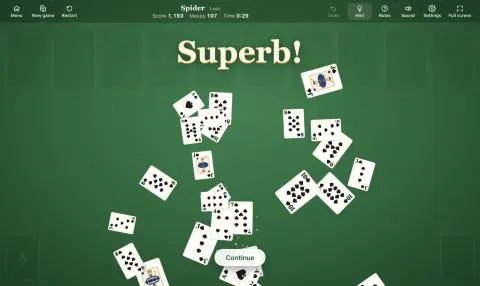 Menu New game Restart
Spider 1 suit
Score 1,193 Moves 107 Time 0:29
Undo Hint Rules Sound Settings Full screen
Superb!
Continue